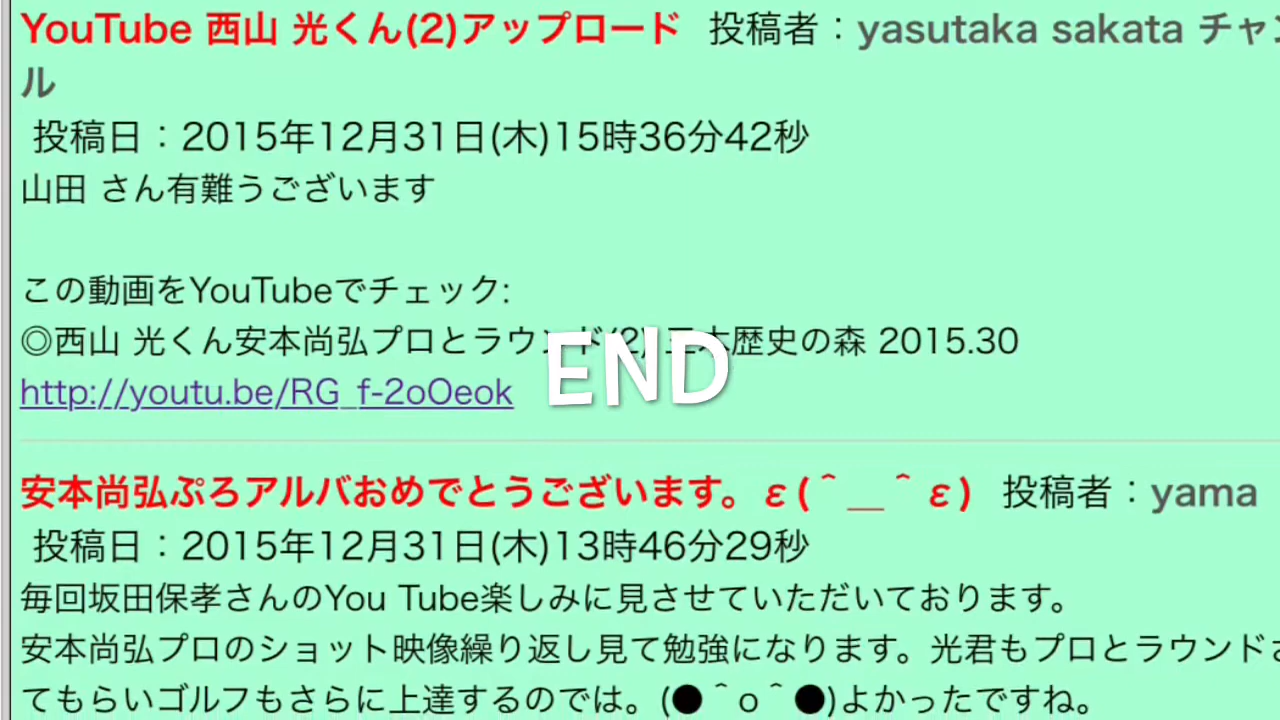 YouTube 西山 光くん(2)アップロード 投稿者：yasutaka sakata チャン
ル
投稿日：2015年12月31日(木)15時36分42秒
山田 さん有難うございます
この動画をYouTubeでチェック:
◎西山 光くん安本尚弘プロとラウンド(2) 三木歴史の森 2015.30
END
http://youtu.be/RG_f-2oOeok
安本尚弘ぷろアルバおめでとうございます。ε(＾＿＾ε) 投稿者：yama
投稿日：2015年12月31日(木)13時46分29秒
毎回坂田保孝さんのYou Tube楽しみに見させていただいております。
安本尚弘プロのショット映像繰り返し見て勉強になります。光君もプロとラウンドさ
てもらいゴルフもさらに上達するのでは。(●＾o＾●)よかったですね。